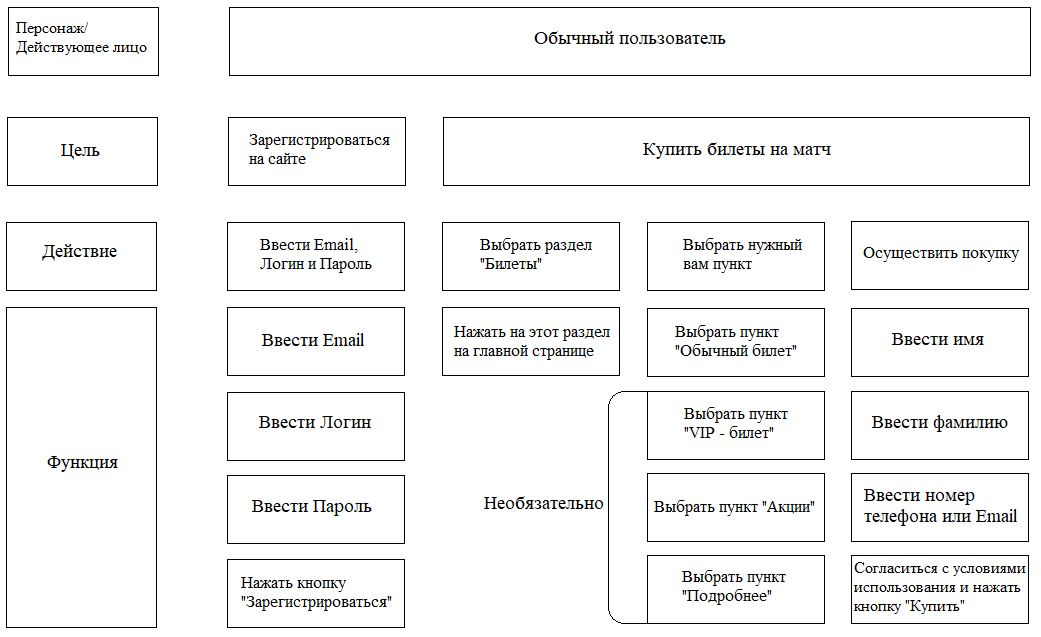 Персонаж/
Действующее лицо
Обычный пользователь
Цель
Зарегистрироваться
на сайте
Купить билеты на матч
Действие
Ввести Email,
Логин и Пароль
Выбрать раздел
"Билеты"
Выбрать нужный
вам пункт
Осуществить покупку
Функция
Ввести Email
Нажать на этот раздел
на главной странице
Выбрать пункт
"Обычный билет"
Ввести имя
Ввести Логин
Выбрать пункт
"VIP - билет"
Ввести фамилию
Ввести Пароль
Необязательно
Выбрать пункт "Акции"
Ввести номер
телефона или Email
Нажать кнопку
"Зарегистрироваться"
Выбрать пункт
"Подробнее"
Согласиться с условиями
использования и нажать
кнопку "Купить"